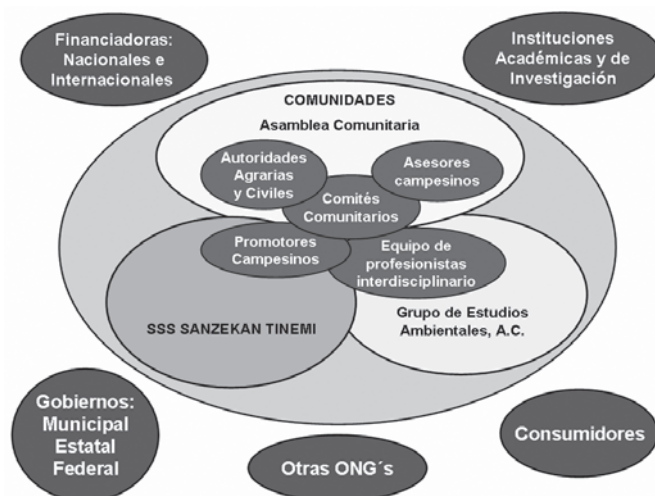 Financiadoras:
Nacionales e
Internacionales
Instituciones
Académicas y de
Investigación
COMUNIDADES
Asamblea Comunitaria
Autoridades
Agrarias
y Civiles
Asesores
campesinos
Comités
Comunitarios
Promotores
Campesinos
Equipo de
profesionistas
interdisciplinario
SSS SANZEKAN TINEMI
Grupo de Estudios
Ambientales, A.C.
Gobiernos:
Municipal
Estatal
Federal
Otras ONG´s
Consumidores